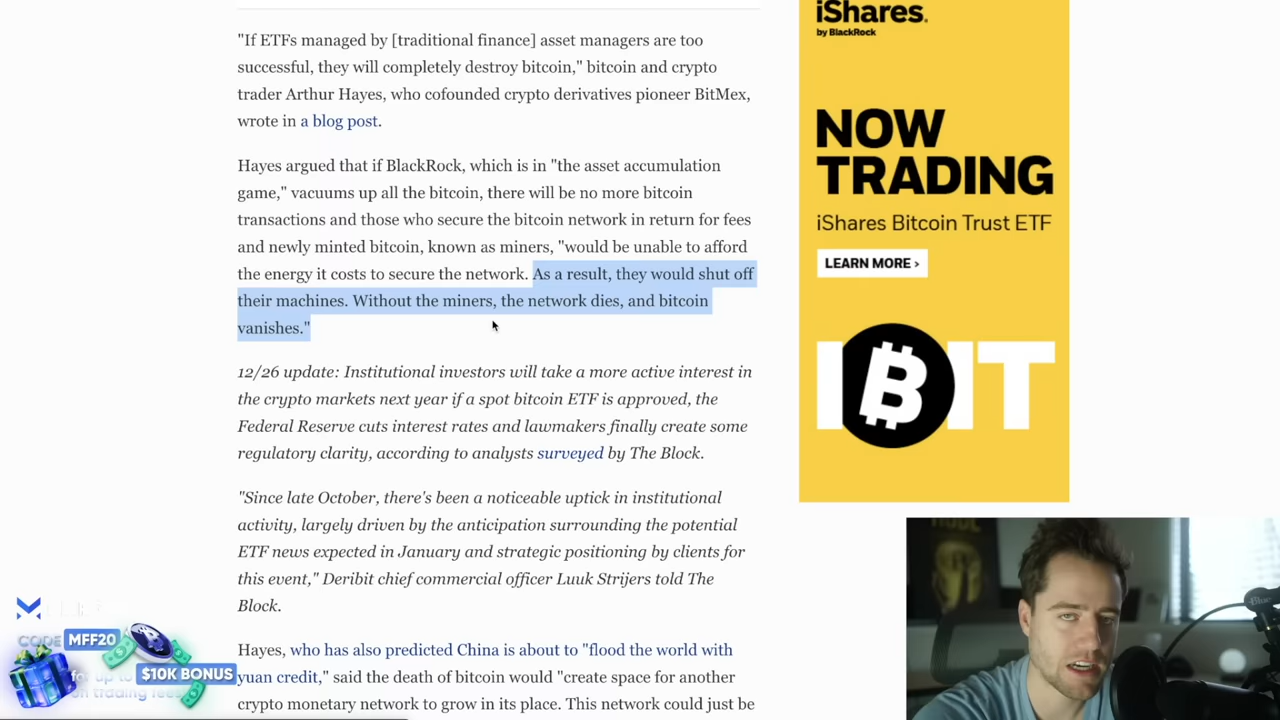 "If ETFs managed by [traditional finance] asset managers are too
successful, they will completely destroy bitcoin," bitcoin and crypto
trader Arthur Hayes, who cofounded crypto derivatives pioneer BitMex,
wrote in a blog post.
Hayes argued that if BlackRock, which is in "the asset accumulation
game," vacuums up all the bitcoin, there will be no more bitcoin
transactions and those who secure the bitcoin network in return for fees
and newly minted bitcoin, known as miners, "would be unable to afford
the energy it costs to secure the network. As a result, they would shut off
their machines. Without the miners, the network dies, and bitcoin
vanishes."
12/26 update: Institutional investors will take a more active interest in
the crypto markets next year if a spot bitcoin ETF is approved, the
Federal Reserve cuts interest rates and lawmakers finally create some
regulatory clarity, according to analysts surveyed by The Block.
"Since late October, there's been a noticeable uptick in institutional
activity, largely driven by the anticipation surrounding the potential
ETF news expected in January and strategic positioning by clients for
this event," Deribit chief commercial officer Luuk Strijers told The
Block.
Hayes, who has also predicted China is about to "flood the world with
yuan credit," said the death of bitcoin would "create space for another
crypto monetary network to grow in its place. This network could just be
iShares.
by BlackRock
NOW
TRADING
iShares Bitcoin Trust ETF
LEARN MORE ›
IBIT
CODE MFF20
$10K BONUS
on trading fees
Blue